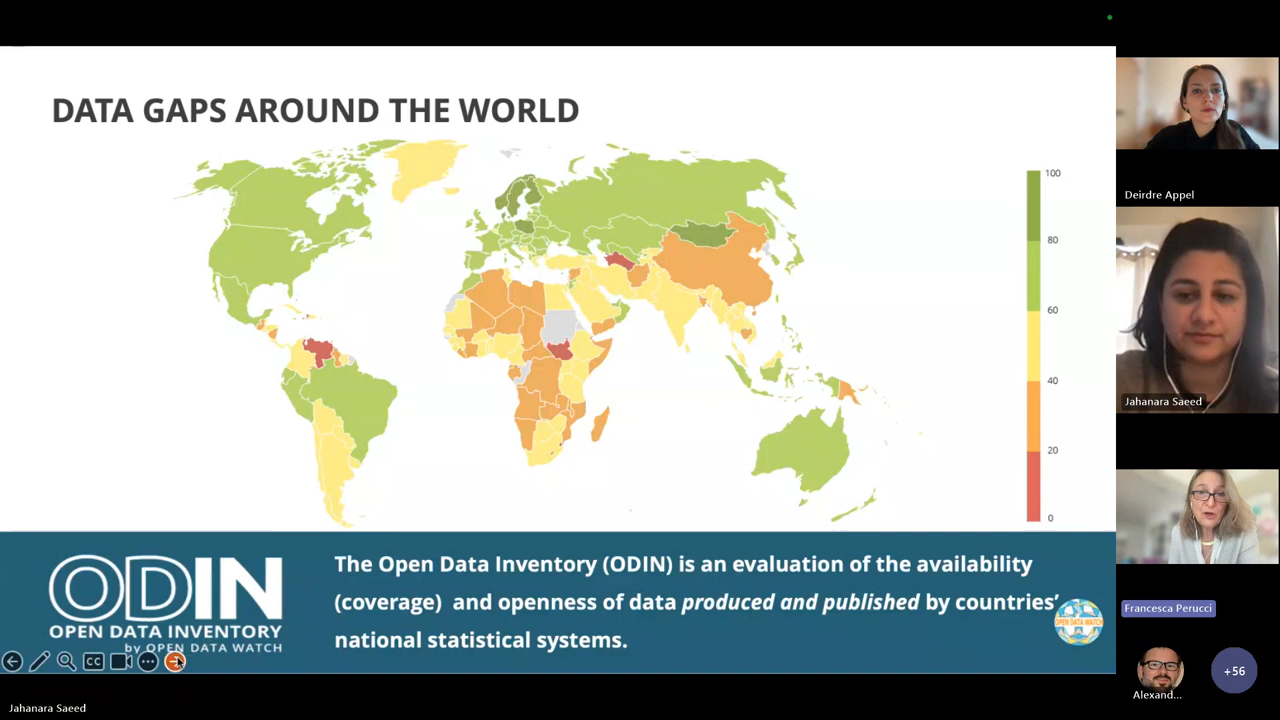 DATA GAPS AROUND THE WORLD
100
80
60
40
20
0
ODIN
OPEN DATA INVENTORY
by OPEN DATA WATCH
The Open Data Inventory (ODIN) is an evaluation of the availability
(coverage) and openness of data produced and published by countries’
national statistical systems.
OPEN DATA WATCH
CC
Jahanara Saeed
Deirdre Appel
Jahanara Saeed
Francesca Perucci
Alexand...
+56